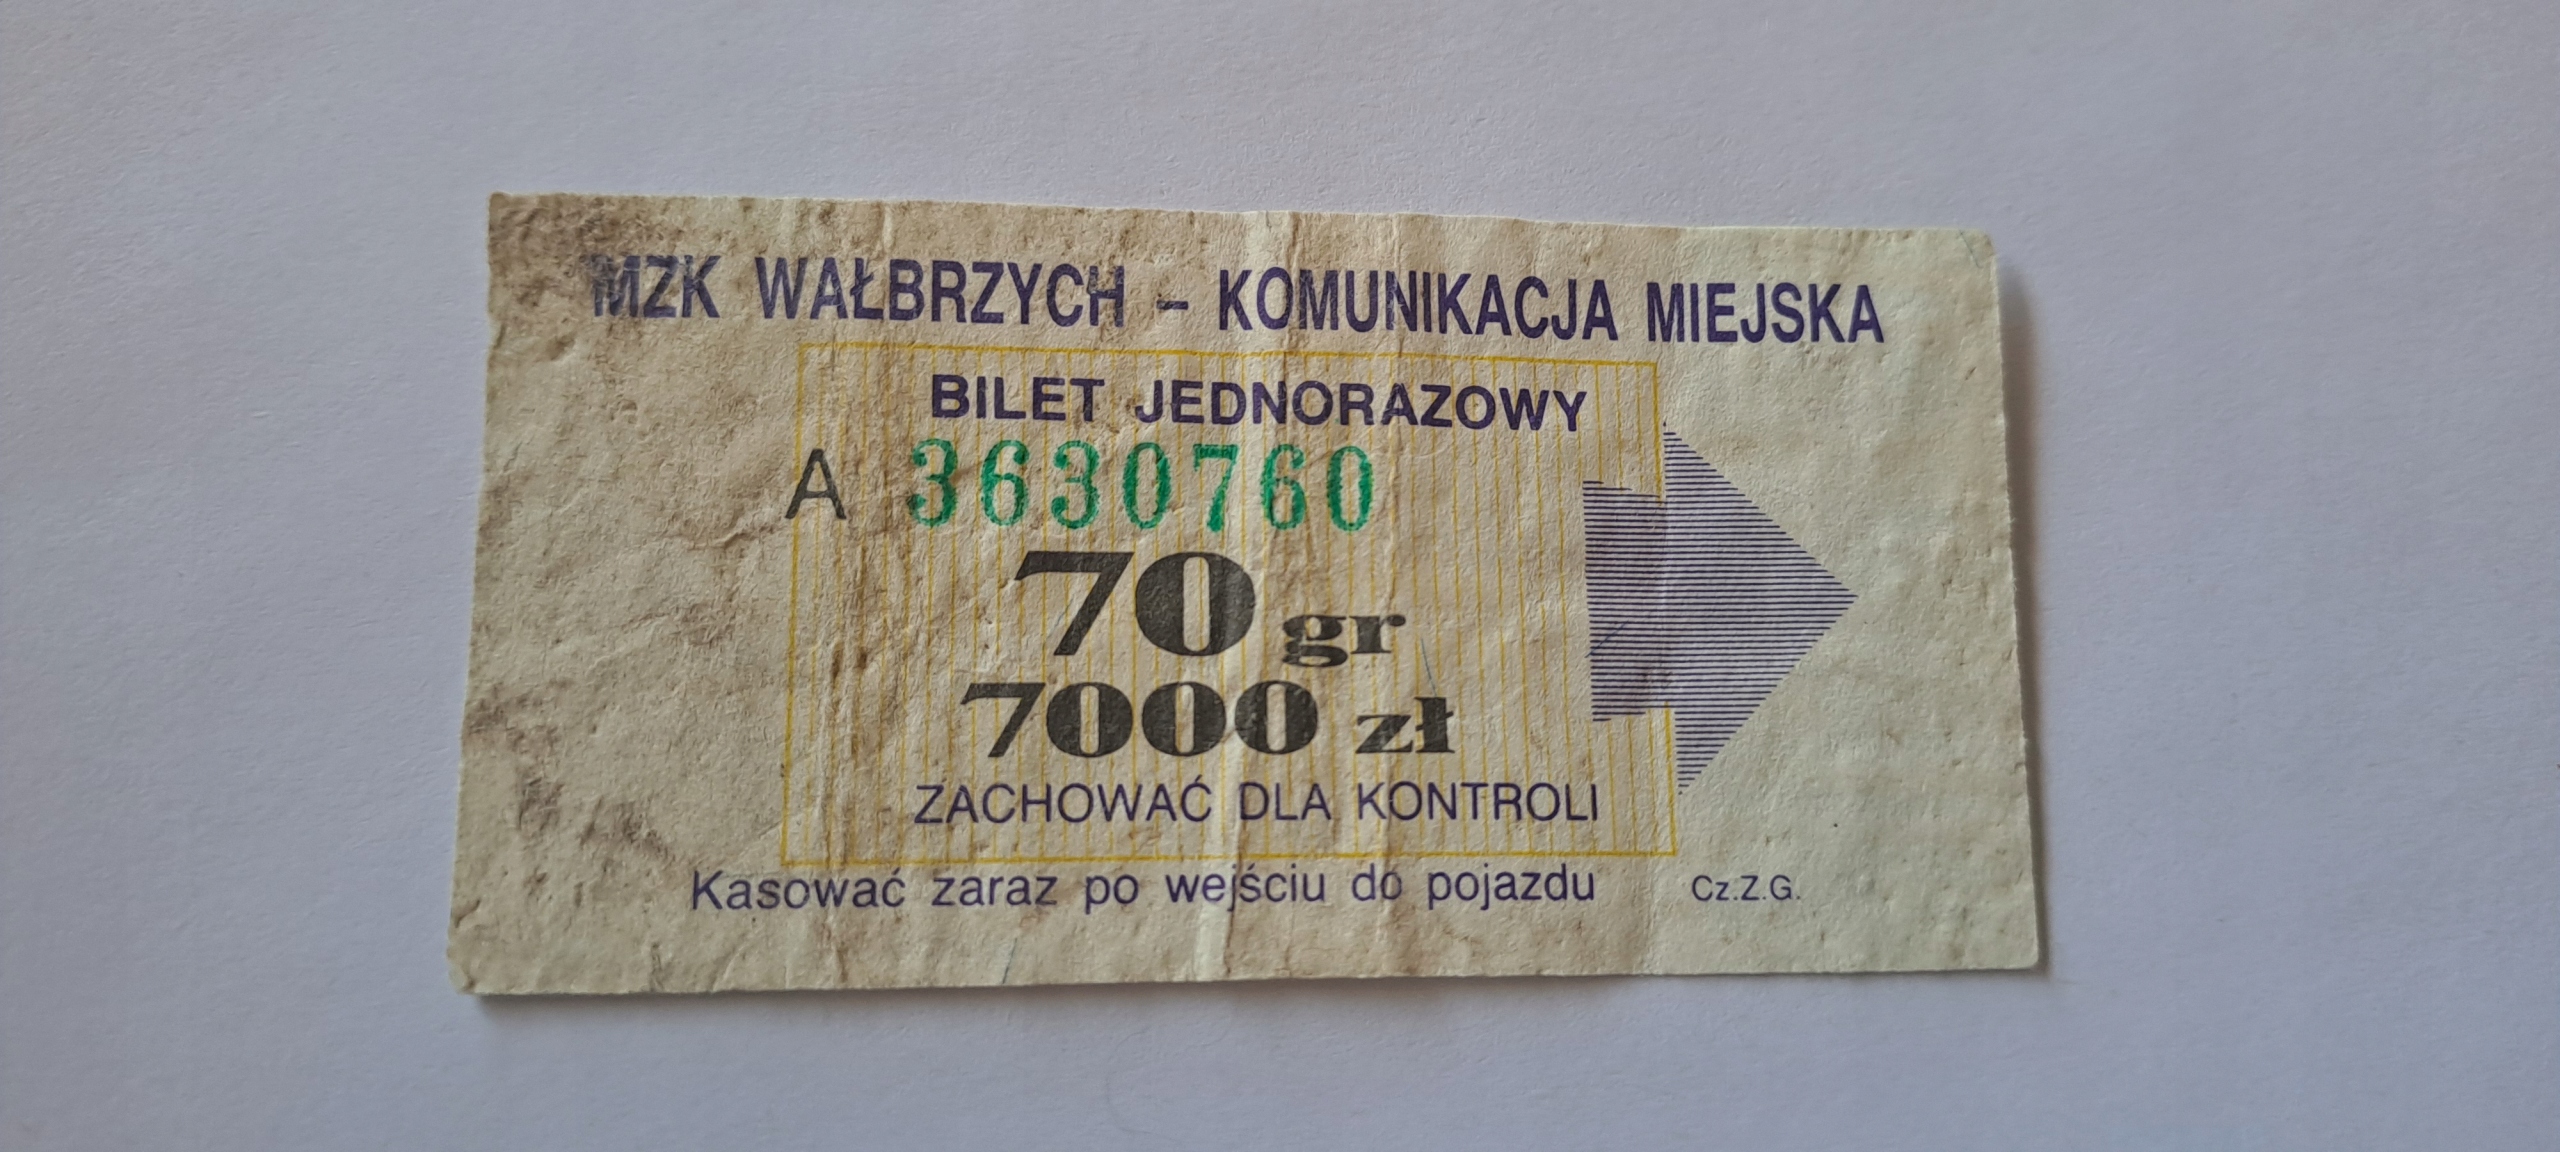 MZK WAŁBRZYCH – KOMUNIKACJA MIEJSKA
BILET JEDNORAZOWY
A 3630760
70 gr
7000 zł
ZACHOWAĆ DLA KONTROLI
Kasować zaraz po wejściu do pojazdu Cz.Z.G.